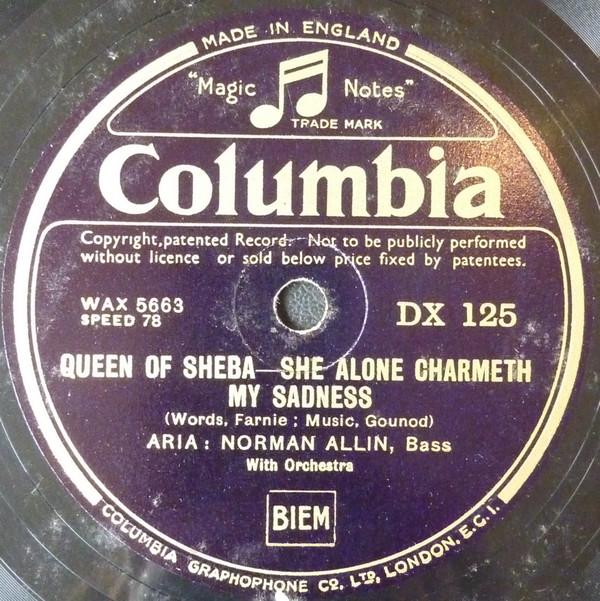 MADE IN ENGLAND
"Magic Notes"
TRADE MARK
Columbia
Copyright,patented Record. Not to be publicly performed
without licence or sold below price fixed by patentees.
WAX 5663
SPEED 78
DX 125
QUEEN OF SHEBA—SHE ALONE CHARMETH
MY SADNESS
(Words, Farnie ; Music, Gounod)
ARIA : NORMAN ALLIN, Bass
With Orchestra
BIEM
COLUMBIA GRAPHOPHONE CO. LTD, LONDON, E.C.1.